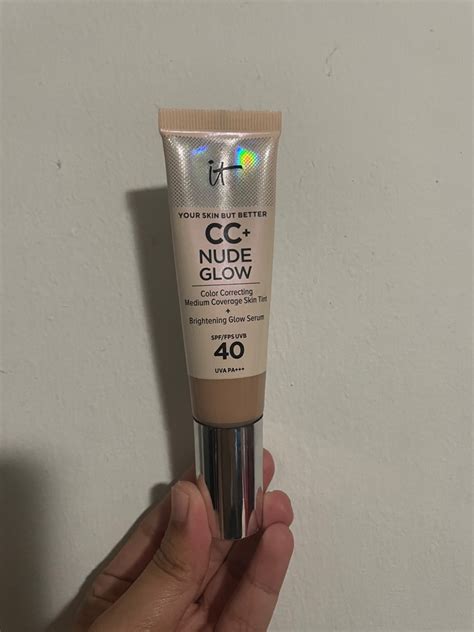 it
YOUR SKIN BUT BETTER
CC+
NUDE
GLOW
Color Correcting
Medium Coverage Skin Tint
+
Brightening Glow Serum
SPF/FPS UVB
40
UVA PA+++